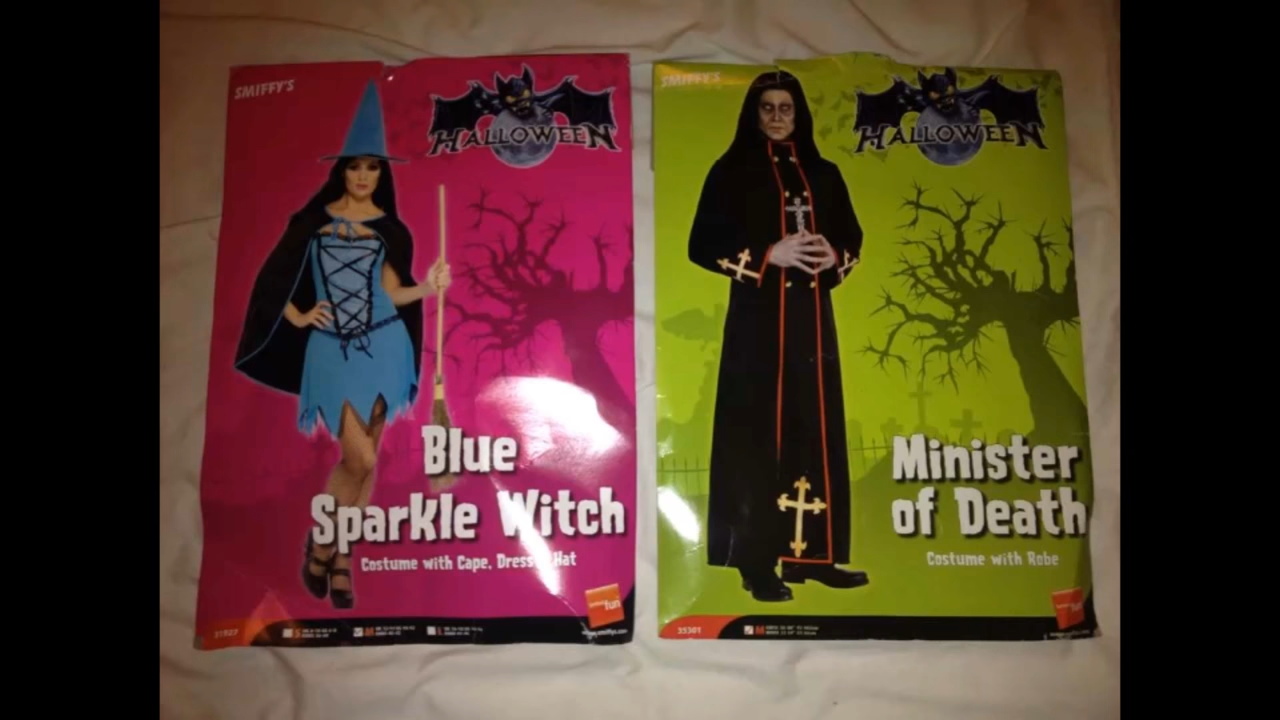 SMIFFY'S
HALLOWEEN
Blue
Sparkle Witch
Costume with Cape, Dress Hat
fun
SMIFFY'S
HALLOWEEN
Minister
of Death
Costume with Robe
fun
35361
M